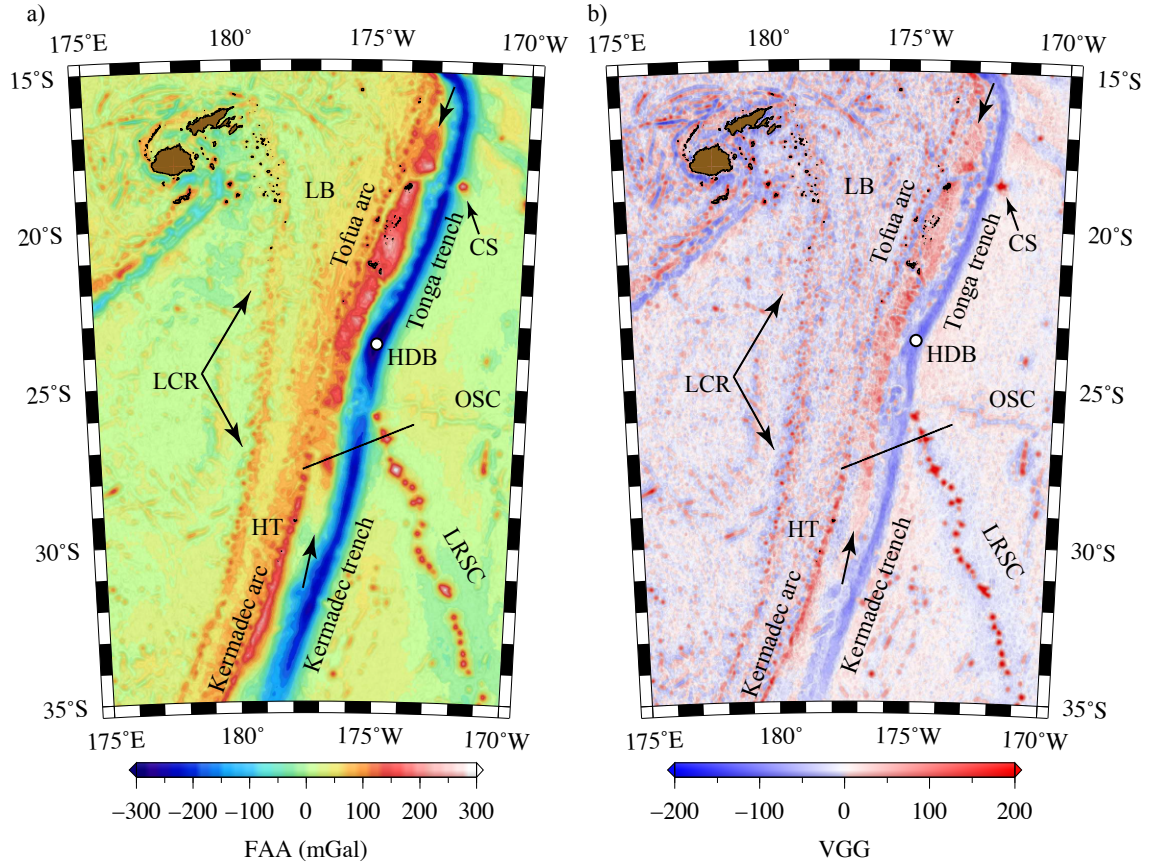 a)
175°E 180° 175°W 170°W
15°S
20°S
25°S
30°S
35°S
LB
Tofua arc
Tonga trench
CS
HDB
LCR
OSC
HT
LRSC
Kermadec arc
Kermadec trench
175°E 180° 175°W 170°W
−300 −200 −100 0 100 200 300
FAA (mGal)
b)
175°E 180° 175°W 170°W
15°S
20°S
25°S
30°S
35°S
LB
Tofua arc
Tonga trench
CS
HDB
LCR
OSC
HT
LRSC
Kermadec arc
Kermadec trench
175°E 180° 175°W 170°W
−200 −100 0 100 200
VGG